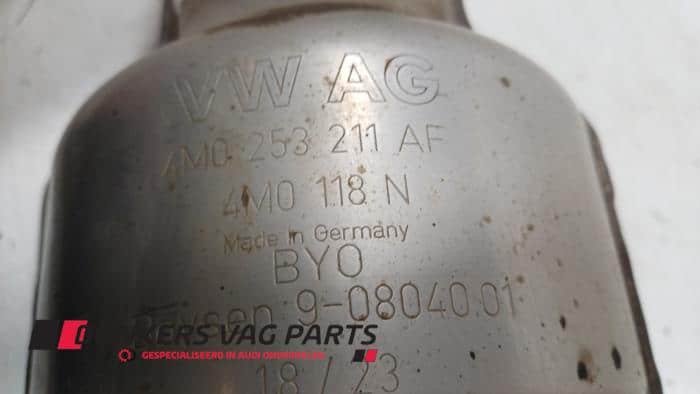 VW AG
4M0 253 211 AF
4M0 118 N
Made in Germany
BYO
9-08040.01
KERS VAG PARTS
GESPECIALISEERD IN AUDI
18 / 23